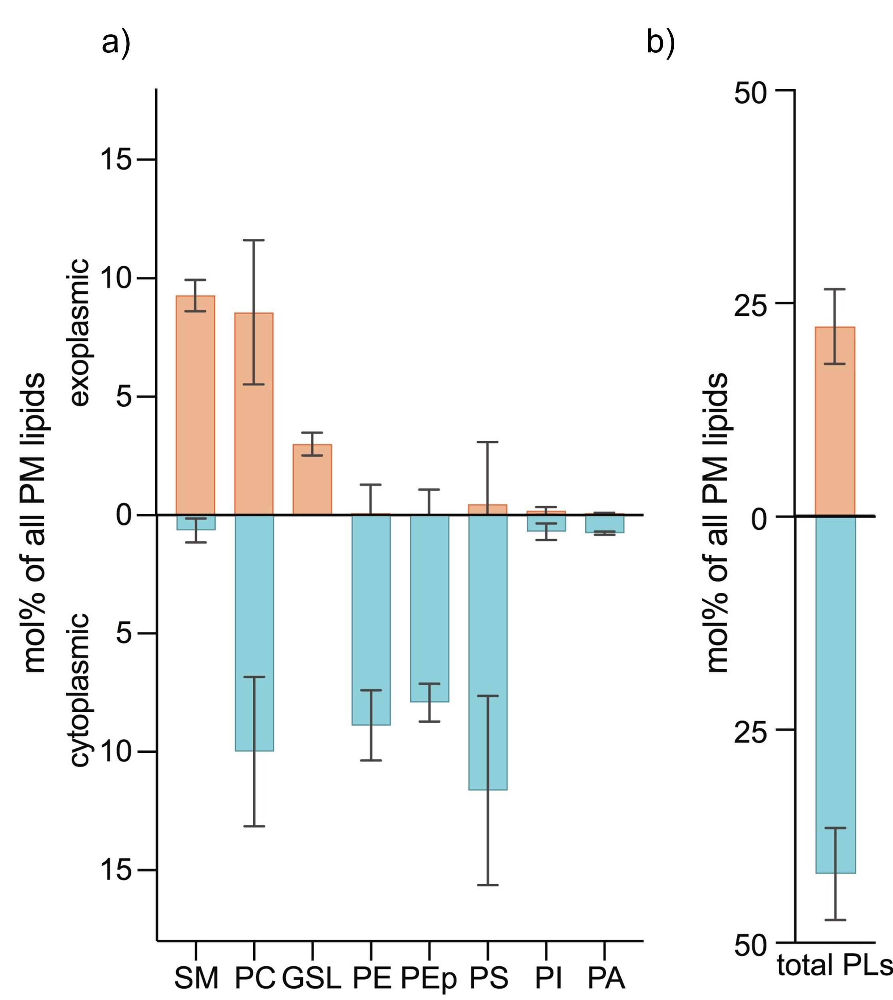 a)
mol% of all PM lipids
exoplasmic
cytoplasmic
15
10
5
0
5
10
15
SM PC GSL PE PEp PS PI PA
b)
mol% of all PM lipids
50
25
0
25
50
total PLs